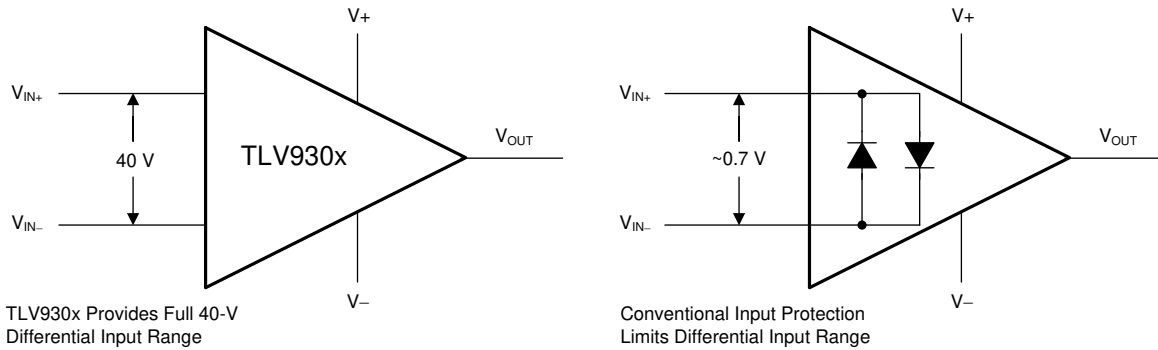 V+
VIN+
40 V
TLV930x
VOUT
VIN–
V–
TLV930x Provides Full 40-V
Differential Input Range
V+
VIN+
~0.7 V
VOUT
VIN–
V–
Conventional Input Protection
Limits Differential Input Range